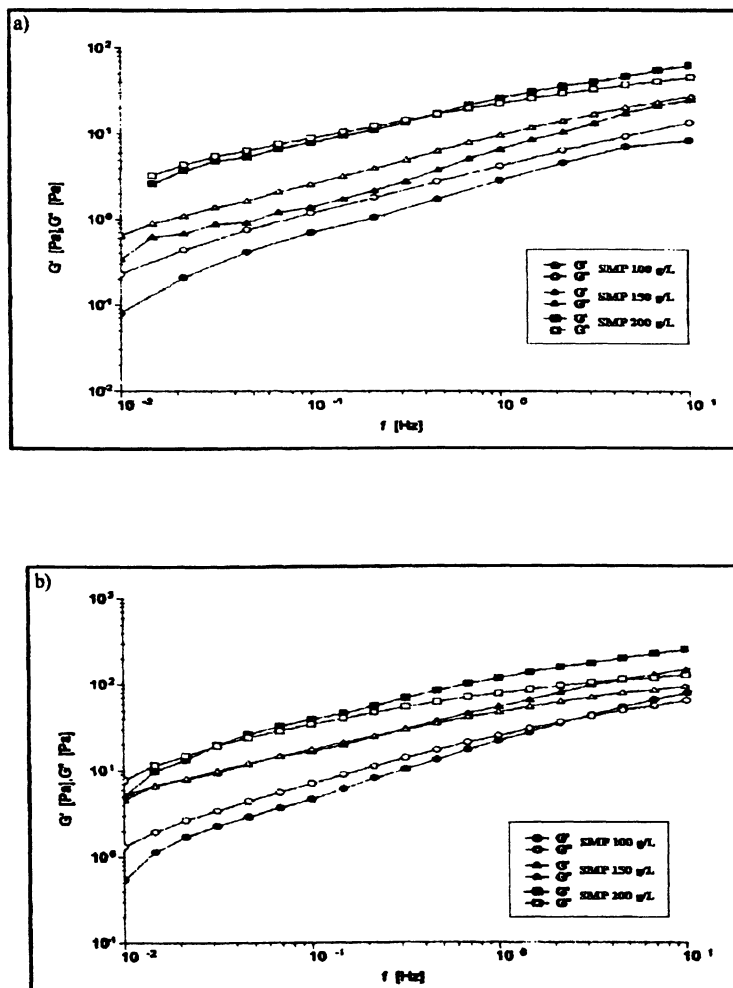 a)
10²
10¹
10⁰
10⁻¹
10⁻²
G' [Pa],G" [Pa]
G' SMP 100 g/L
G"
G' SMP 150 g/L
G"
G' SMP 200 g/L
G"
10⁻² 10⁻¹ 10⁰ 10¹
f [Hz]
b)
10³
10²
10¹
10⁰
10⁻¹
G' [Pa],G" [Pa]
G' SMP 100 g/L
G"
G' SMP 150 g/L
G"
G' SMP 200 g/L
G"
10⁻² 10⁻¹ 10⁰ 10¹
f [Hz]